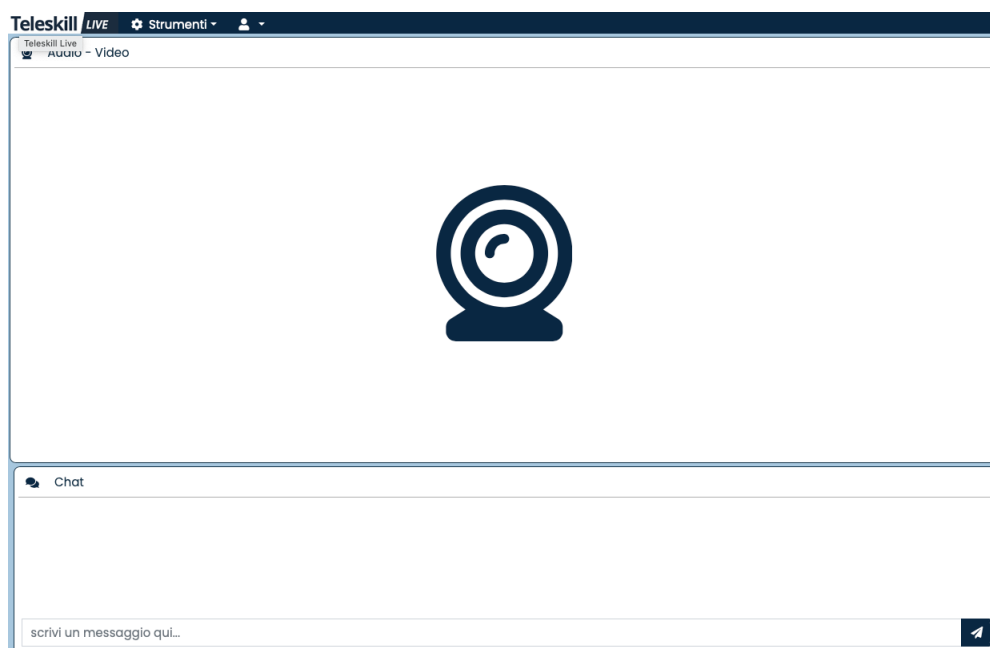 Teleskill LIVE Strumenti
Teleskill Live
Audio - Video
Chat
scrivi un messaggio qui...